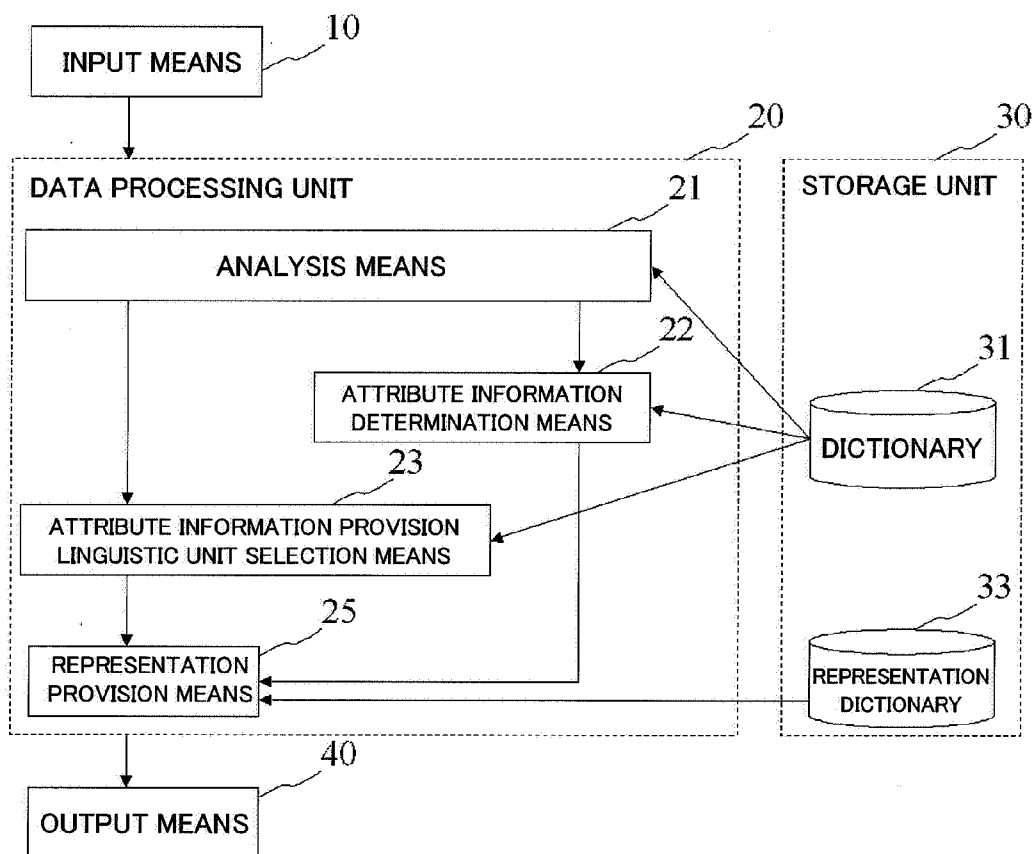 10
INPUT MEANS
20
30
DATA PROCESSING UNIT
STORAGE UNIT
21
ANALYSIS MEANS
22
31
ATTRIBUTE INFORMATION
DETERMINATION MEANS
DICTIONARY
23
ATTRIBUTE INFORMATION PROVISION
LINGUISTIC UNIT SELECTION MEANS
25
33
REPRESENTATION
PROVISION MEANS
REPRESENTATION
DICTIONARY
40
OUTPUT MEANS